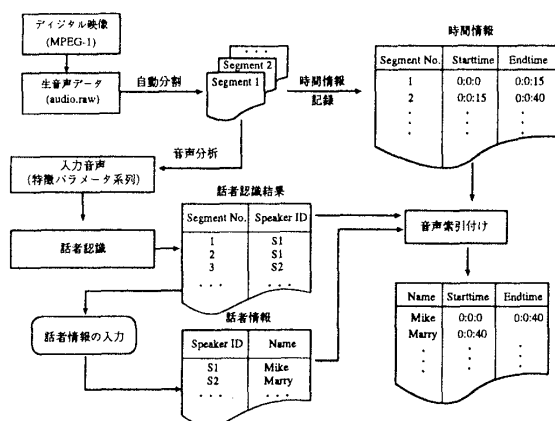 ディジタル映像
(MPEG-1)
生音声データ
(audio.raw)
自動分割
Segment 2
Segment 1
時間情報
記録
時間情報
Segment No. Starttime Endtime
1 0:0:0 0:0:15
2 0:0:15 0:0:40
音声分析
入力音声
(特徴パラメータ系列)
話者認識
話者認識結果
Segment No. Speaker ID
1 S1
2 S1
3 S2
音声索引付け
話者情報の入力
話者情報
Speaker ID Name
S1 Mike
S2 Marry
Name Starttime Endtime
Mike 0:0:0 0:0:40
Marry 0:0:40